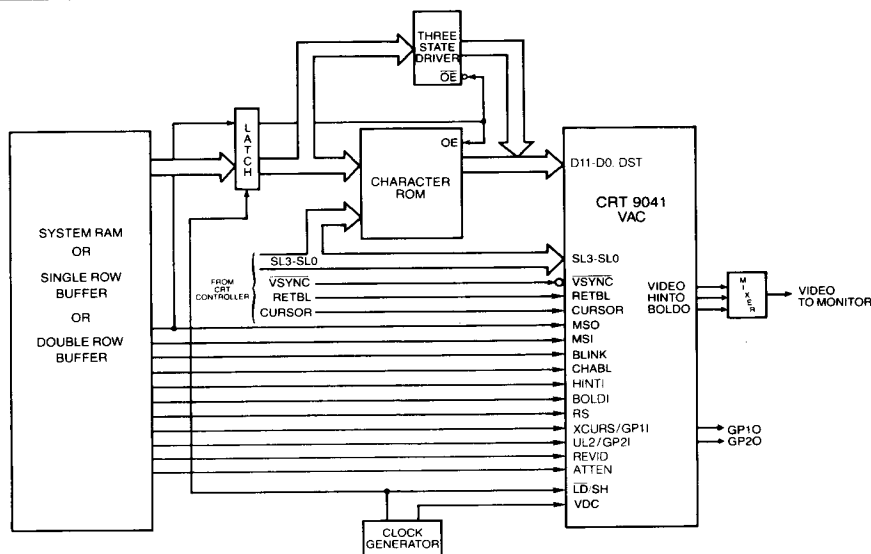 THREE
STATE
DRIVER
OE
LATCH
OE
CHARACTER
ROM
SYSTEM RAM
OR
SINGLE ROW
BUFFER
OR
DOUBLE ROW
BUFFER
FROM
CRT
CONTROLLER
SL3-SL0
VSYNC
RETBL
CURSOR
D11-D0, DST
CRT 9041
VAC
SL3-SL0
VSYNC
RETBL
CURSOR
MSO
MSI
BLINK
CHABL
HINTI
BOLDI
RS
XCURS/GP1I
UL2/GP2I
REVID
ATTEN
LD/SH
VDC
VIDEO
HINTO
BOLDO
MIXER
VIDEO
TO MONITOR
GP1O
GP2O
CLOCK
GENERATOR